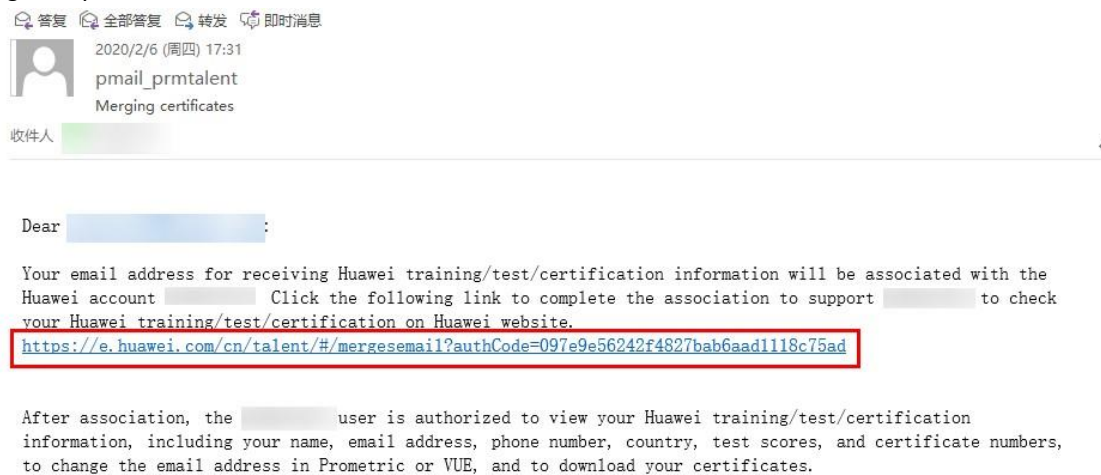 答复 全部答复 转发 即时消息
2020/2/6 (周四) 17:31
pmail_prmtalent
Merging certificates
收件人
Dear :
Your email address for receiving Huawei training/test/certification information will be associated with the
Huawei account Click the following link to complete the association to support to check
your Huawei training/test/certification on Huawei website.
https://e.huawei.com/cn/talent/#/mergesemail?authCode=097e9e56242f4827bab6aad1118c75ad
After association, the user is authorized to view your Huawei training/test/certification
information, including your name, email address, phone number, country, test scores, and certificate numbers,
to change the email address in Prometric or VUE, and to download your certificates.